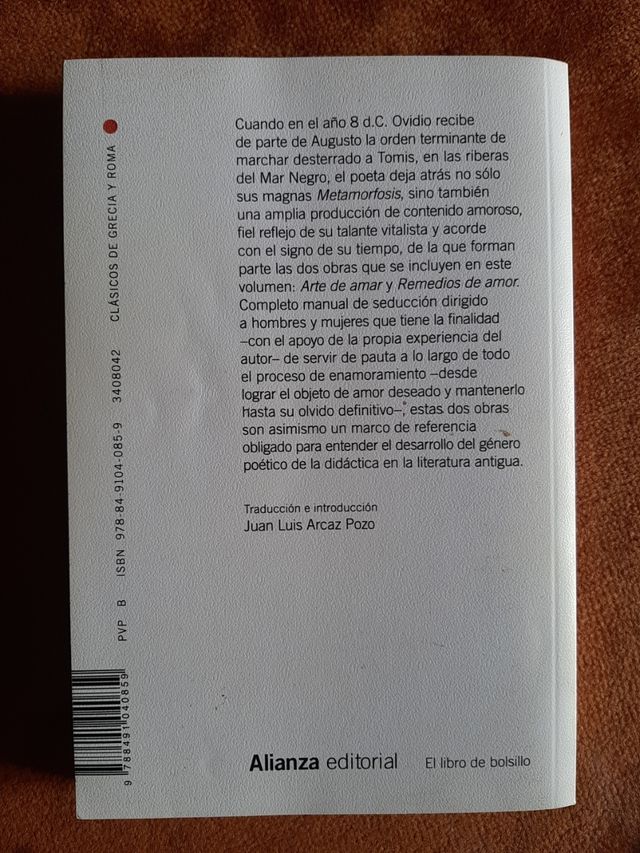 Cuando en el año 8 d.C. Ovidio recibe
de parte de Augusto la orden terminante de
marchar desterrado a Tomis, en las riberas
del Mar Negro, el poeta deja atrás no sólo
sus magnas Metamorfosis, sino también
una amplia producción de contenido amoroso,
fiel reflejo de su talante vitalista y acorde
con el signo de su tiempo, de la que forman
parte las dos obras que se incluyen en este
volumen: Arte de amar y Remedios de amor.
Completo manual de seducción dirigido
a hombres y mujeres que tiene la finalidad
–con el apoyo de la propia experiencia del
autor– de servir de pauta a lo largo de todo
el proceso de enamoramiento –desde
lograr el objeto de amor deseado y mantenerlo
hasta su olvido definitivo–, estas dos obras
son asimismo un marco de referencia
obligado para entender el desarrollo del género
poético de la didáctica en la literatura antigua.
Traducción e introducción
Juan Luis Arcaz Pozo
Alianza editorial
El libro de bolsillo
PVP B ISBN 978-84-9104-085-9 3408042 CLÁSICOS DE GRECIA Y ROMA
9 788491 040859